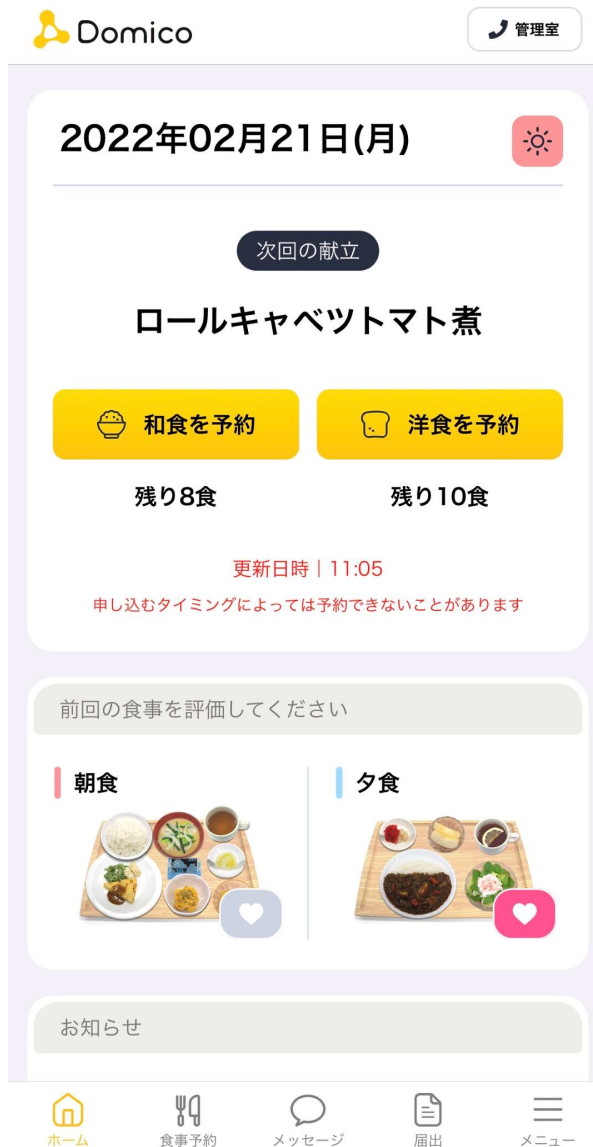 Domico
管理室
2022年02月21日(月)
次回の献立
ロールキャベツトマト煮
和食を予約
洋食を予約
残り8食
残り10食
更新日時｜11:05
申し込むタイミングによっては予約できないことがあります
前回の食事を評価してください
朝食
夕食
お知らせ
ホーム
食事予約
メッセージ
届出
メニュー